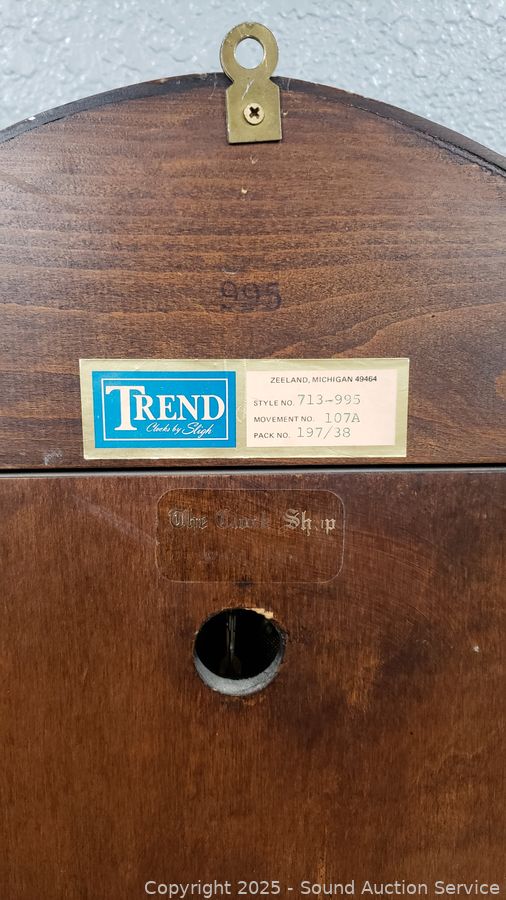 995
TREND
Clocks by Sligh
ZEELAND, MICHIGAN 49464
STYLE NO. 713-995
MOVEMENT NO. 107A
PACK NO. 197/38
The Clock Shop
Copyright © 2025 - Sound Auction Service